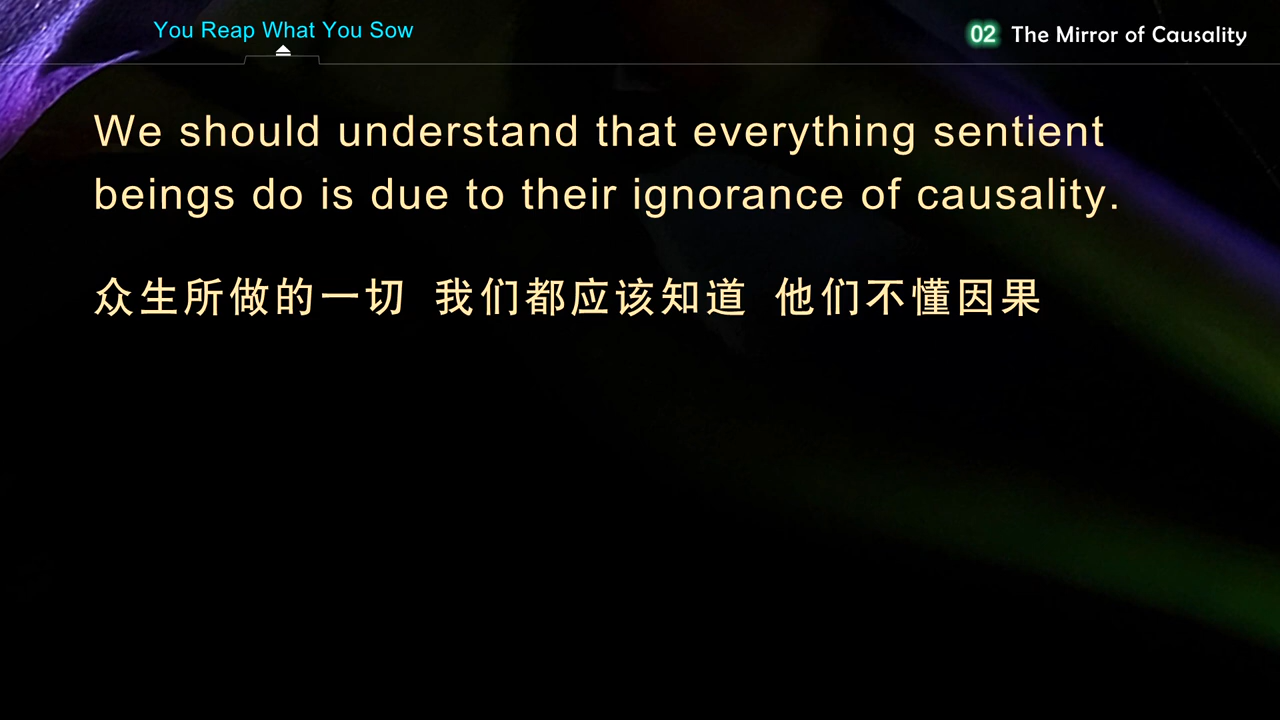 You Reap What You Sow
02 The Mirror of Causality
We should understand that everything sentient
beings do is due to their ignorance of causality.
众生所做的一切 我们都应该知道 他们不懂因果